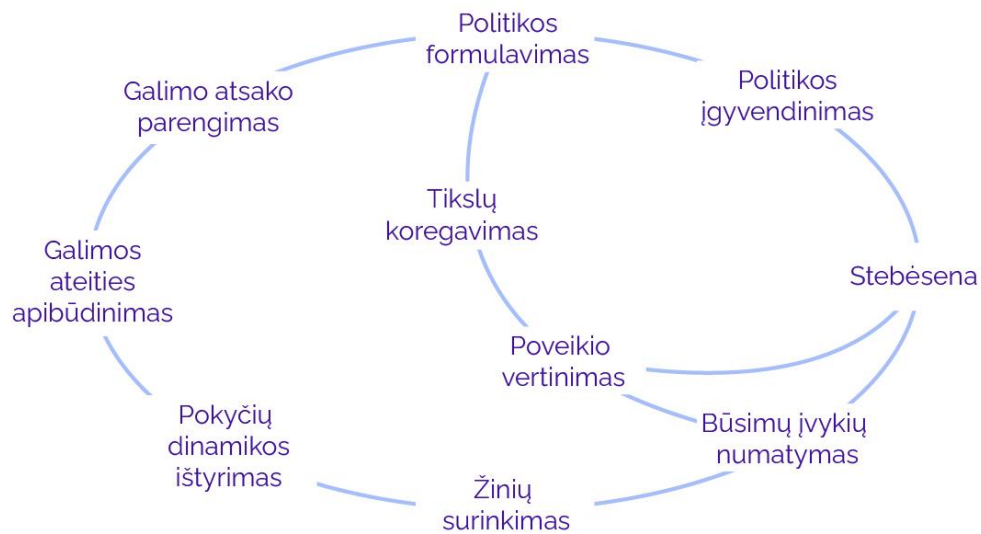 Politikos
formulavimas
Politikos
įgyvendinimas
Galimo atsako
parengimas
Tikslų
koregavimas
Galimos
ateities
apibūdinimas
Stebėsena
Poveikio
vertinimas
Būsimų įvykių
numatymas
Pokyčių
dinamikos
ištyrimas
Žinių
surinkimas